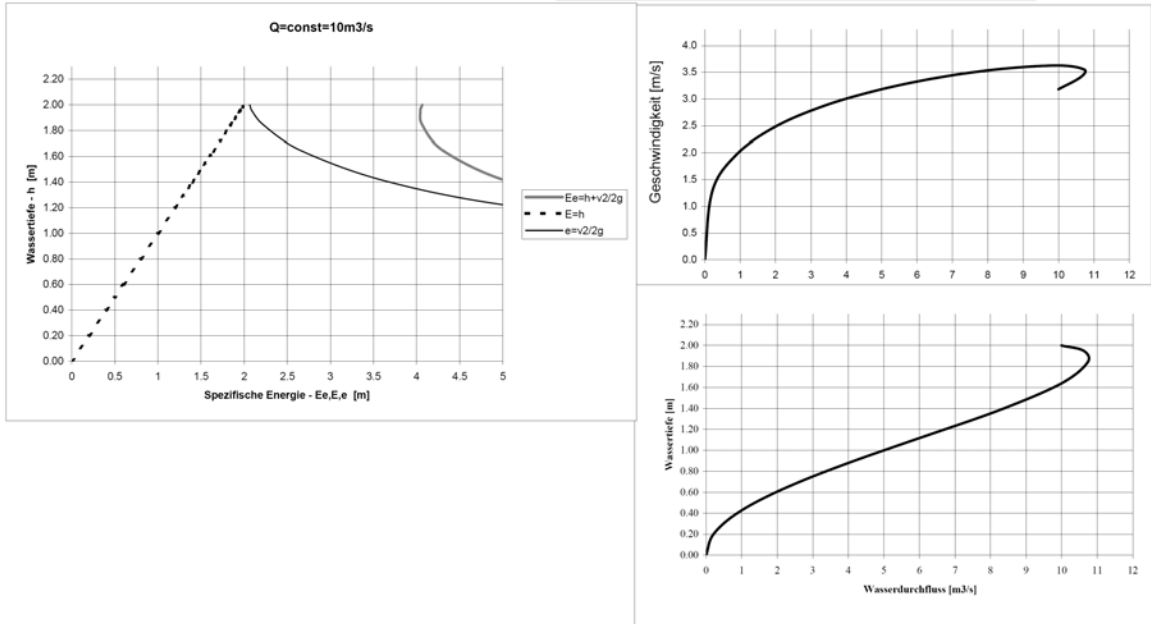 Q=const=10m3/s
Wassertiefe - h [m]
2.20
2.00
1.80
1.60
1.40
1.20
1.00
0.80
0.60
0.40
0.20
0.00
0 0.5 1 1.5 2 2.5 3 3.5 4 4.5 5
Spezifische Energie - Ee,E,e [m]
Ee=h+v2/2g
E=h
e=v2/2g
Geschwindigkeit [m/s]
4.0
3.5
3.0
2.5
2.0
1.5
1.0
0.5
0.0
0 1 2 3 4 5 6 7 8 9 10 11 12
Wassertiefe [m]
2.20
2.00
1.80
1.60
1.40
1.20
1.00
0.80
0.60
0.40
0.20
0.00
0 1 2 3 4 5 6 7 8 9 10 11 12
Wasserdurchfluss [m3/s]